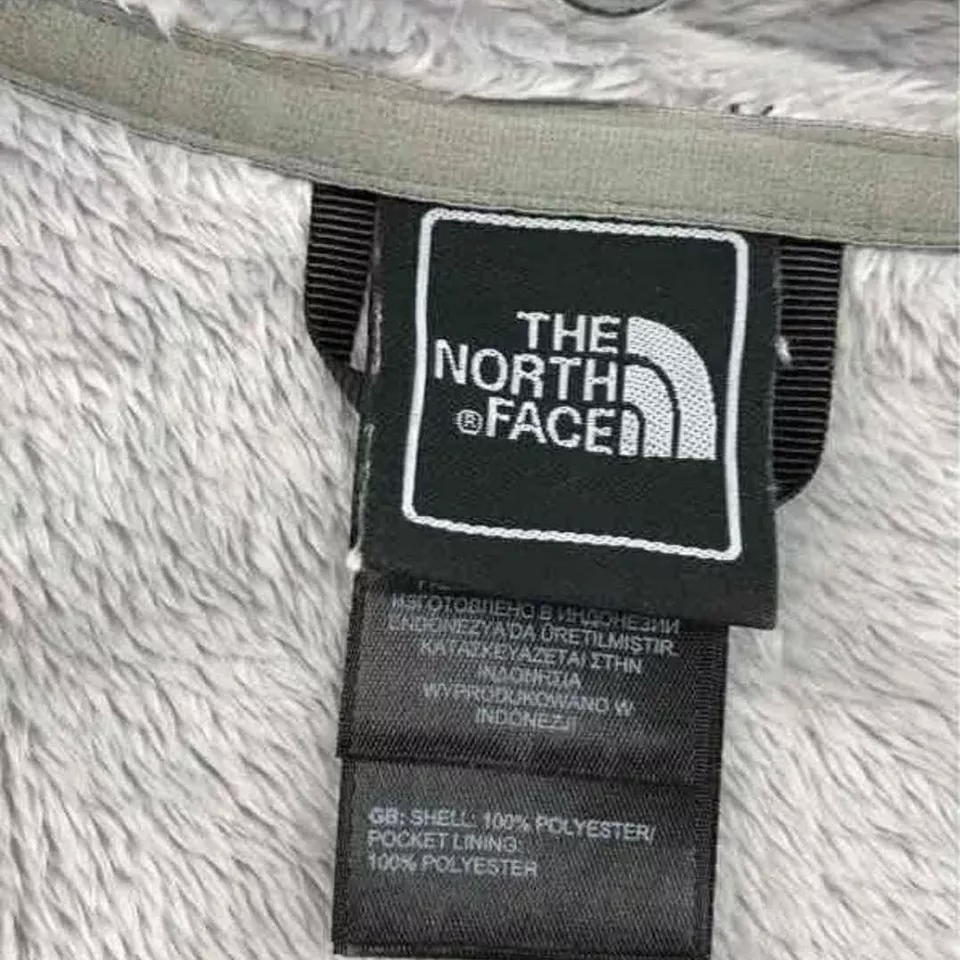 THE
NORTH
®FACE
ИЗГОТОВЛЕНО В ИНДОНЕЗИИ
ENDONEZYA'DA ÜRETILMISTIR.
ΚΑΤΑΣΚΕΥΑΖΕΤΑΙ ΣΤΗΝ
ΙΝΔΟΝΗΣΙΑ
WYPRODUKOWANO W
INDONEZJI
GB: SHELL: 100% POLYESTER/
POCKET LINING:
100% POLYESTER